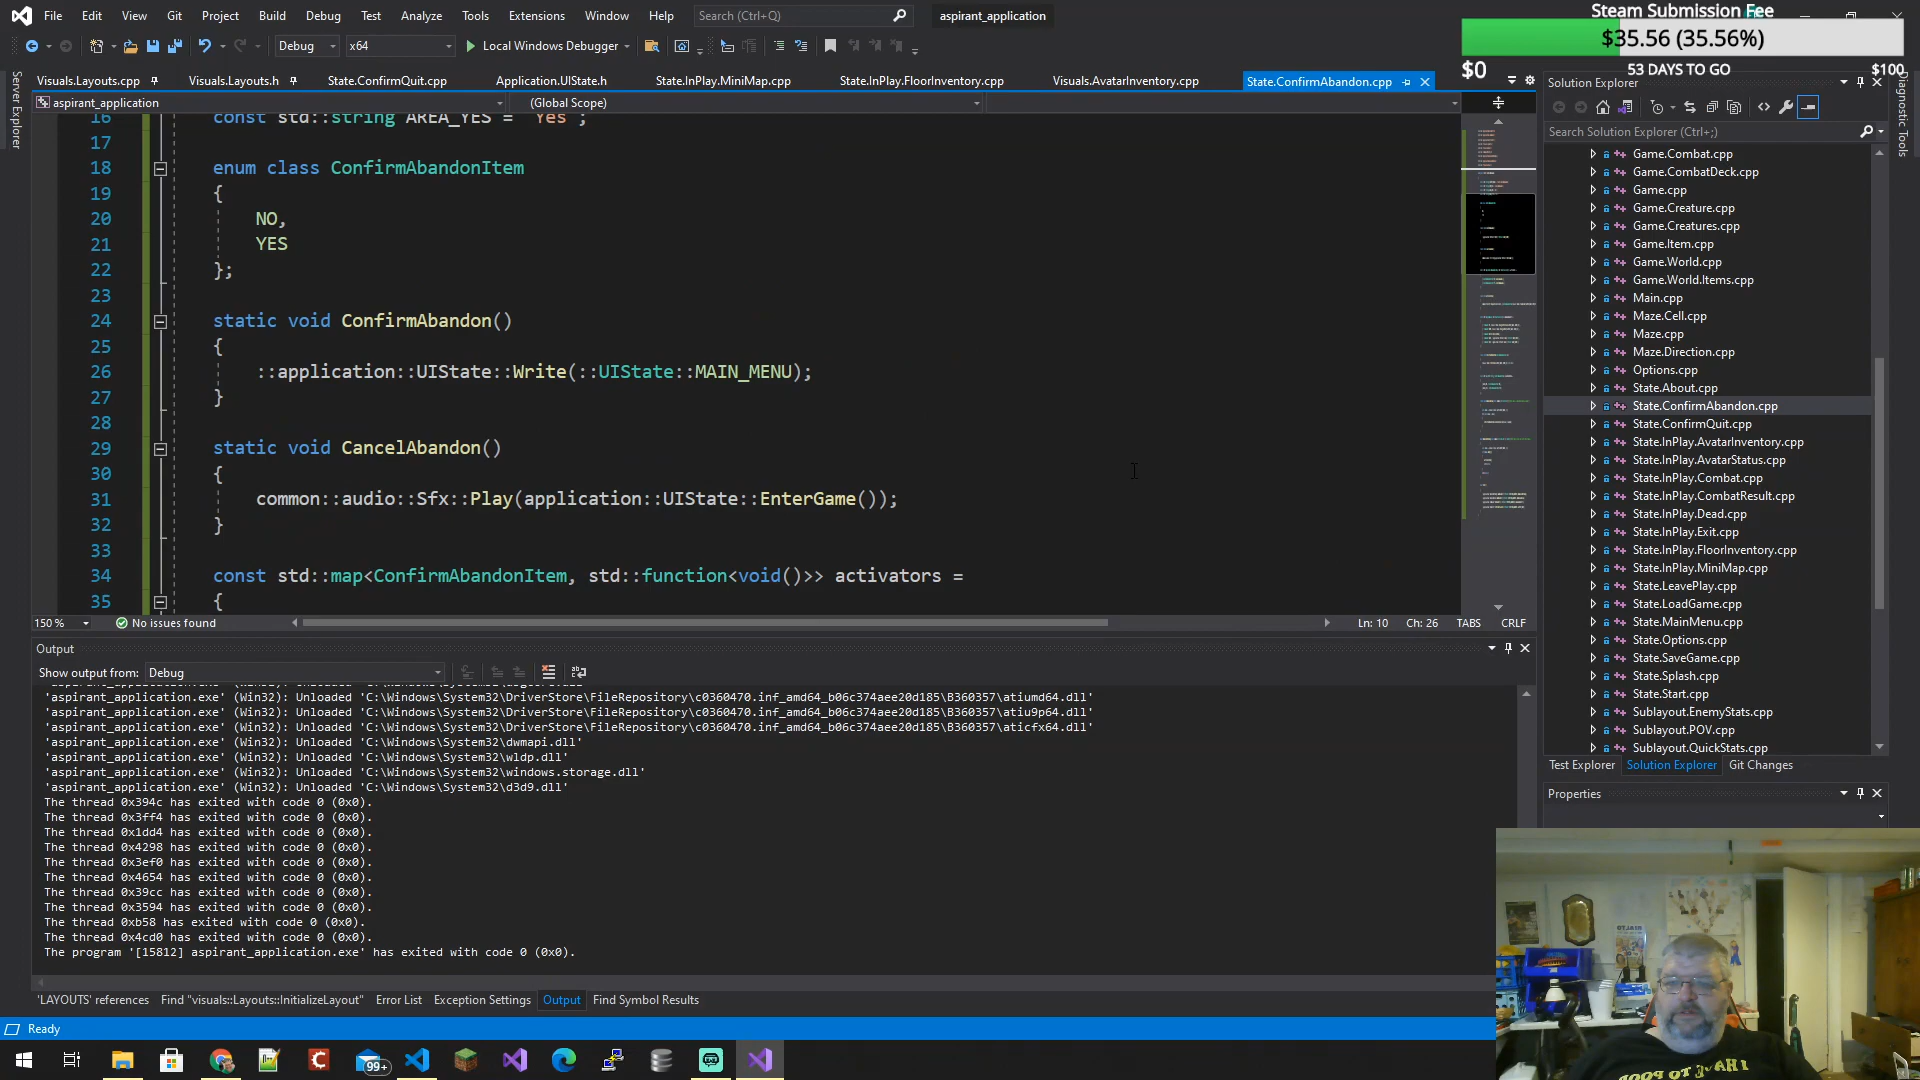 File Edit View Git Project Build Debug Test Analyze Tools Extensions Window Help Search (Ctrl+Q) aspirant_application
Steam Submission Fee
$35.56 (35.56%)
$0 53 DAYS TO GO $100
Debug x64 Local Windows Debugger
Server Explorer
Diagnostic Tools
Visuals.Layouts.cpp Visuals.Layouts.h State.ConfirmQuit.cpp Application.UIState.h State.InPlay.MiniMap.cpp State.InPlay.FloorInventory.cpp Visuals.AvatarInventory.cpp State.ConfirmAbandon.cpp
aspirant_application (Global Scope)
16 const std::string AREA_YES = "Yes";
17
18 enum class ConfirmAbandonItem
19 {
20 NO,
21 YES
22 };
23
24 static void ConfirmAbandon()
25 {
26 ::application::UIState::Write(::UIState::MAIN_MENU);
27 }
28
29 static void CancelAbandon()
30 {
31 common::audio::Sfx::Play(application::UIState::EnterGame());
32 }
33
34 const std::map<ConfirmAbandonItem, std::function<void()>> activators =
35 {
150 % No issues found Ln: 10 Ch: 26 TABS CRLF
Output
Show output from: Debug
'aspirant_application.exe' (Win32): Unloaded 'C:\Windows\System32\DriverStore\FileRepository\c0360470.inf_amd64_b06c374aee20d185\B360357\atiumd64.dll'
'aspirant_application.exe' (Win32): Unloaded 'C:\Windows\System32\DriverStore\FileRepository\c0360470.inf_amd64_b06c374aee20d185\B360357\atiu9p64.dll'
'aspirant_application.exe' (Win32): Unloaded 'C:\Windows\System32\DriverStore\FileRepository\c0360470.inf_amd64_b06c374aee20d185\B360357\aticfx64.dll'
'aspirant_application.exe' (Win32): Unloaded 'C:\Windows\System32\dwmapi.dll'
'aspirant_application.exe' (Win32): Unloaded 'C:\Windows\System32\wldp.dll'
'aspirant_application.exe' (Win32): Unloaded 'C:\Windows\System32\windows.storage.dll'
'aspirant_application.exe' (Win32): Unloaded 'C:\Windows\System32\d3d9.dll'
The thread 0x394c has exited with code 0 (0x0).
The thread 0x3ff4 has exited with code 0 (0x0).
The thread 0x1dd4 has exited with code 0 (0x0).
The thread 0x4298 has exited with code 0 (0x0).
The thread 0x3ef0 has exited with code 0 (0x0).
The thread 0x4654 has exited with code 0 (0x0).
The thread 0x39cc has exited with code 0 (0x0).
The thread 0x3594 has exited with code 0 (0x0).
The thread 0xb58 has exited with code 0 (0x0).
The thread 0x4cd0 has exited with code 0 (0x0).
The program '[15812] aspirant_application.exe' has exited with code 0 (0x0).
'LAYOUTS' references Find "visuals::Layouts::InitializeLayout" Error List Exception Settings Output Find Symbol Results
Ready
99+
Solution Explorer
Search Solution Explorer (Ctrl+;)
Game.Combat.cpp
Game.CombatDeck.cpp
Game.cpp
Game.Creature.cpp
Game.Creatures.cpp
Game.Item.cpp
Game.World.cpp
Game.World.Items.cpp
Main.cpp
Maze.Cell.cpp
Maze.cpp
Maze.Direction.cpp
Options.cpp
State.About.cpp
State.ConfirmAbandon.cpp
State.ConfirmQuit.cpp
State.InPlay.AvatarInventory.cpp
State.InPlay.AvatarStatus.cpp
State.InPlay.Combat.cpp
State.InPlay.CombatResult.cpp
State.InPlay.Dead.cpp
State.InPlay.Exit.cpp
State.InPlay.FloorInventory.cpp
State.InPlay.MiniMap.cpp
State.LeavePlay.cpp
State.LoadGame.cpp
State.MainMenu.cpp
State.Options.cpp
State.SaveGame.cpp
State.Splash.cpp
State.Start.cpp
Sublayout.EnemyStats.cpp
Sublayout.POV.cpp
Sublayout.QuickStats.cpp
Test Explorer Solution Explorer Git Changes
Properties